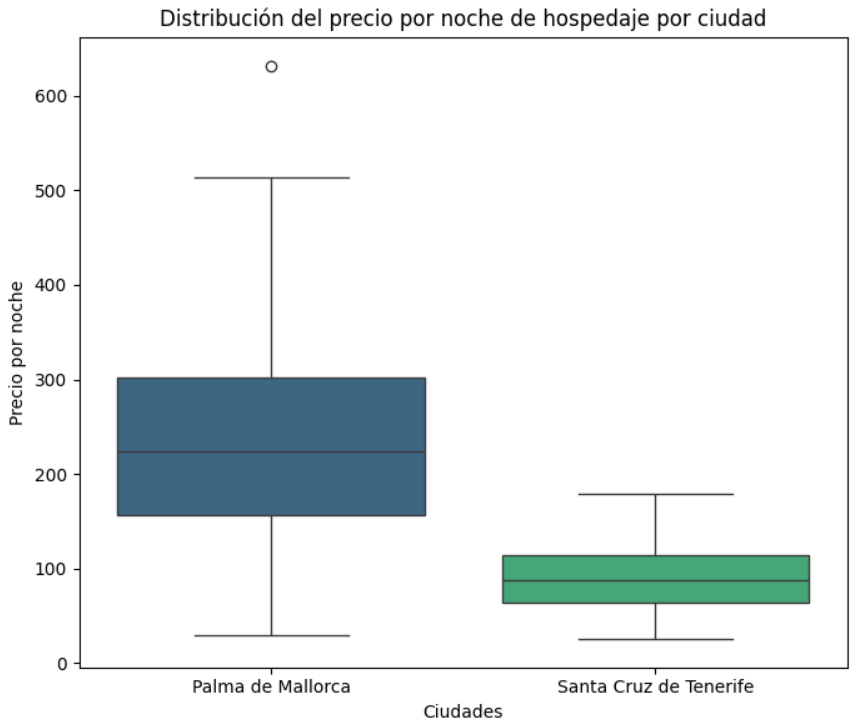 Distribución del precio por noche de hospedaje por ciudad
600
500
400
300
200
100
0
Precio por noche
Palma de Mallorca
Santa Cruz de Tenerife
Ciudades